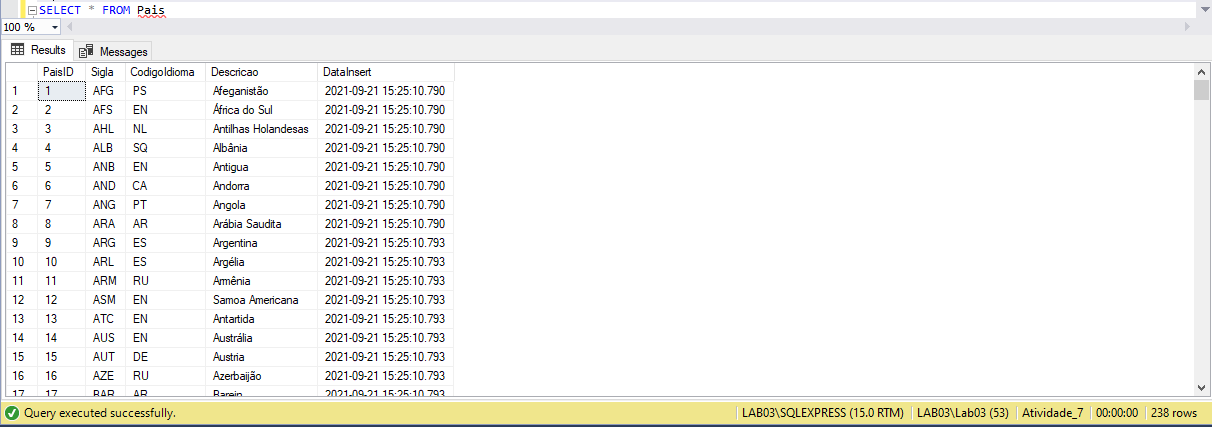 SELECT * FROM Pais
100 %
Results Messages
PaisID Sigla CodigoIdioma Descricao DataInsert
1 1 AFG PS Afeganistão 2021-09-21 15:25:10.790
2 2 AFS EN África do Sul 2021-09-21 15:25:10.790
3 3 AHL NL Antilhas Holandesas 2021-09-21 15:25:10.790
4 4 ALB SQ Albânia 2021-09-21 15:25:10.790
5 5 ANB EN Antigua 2021-09-21 15:25:10.790
6 6 AND CA Andorra 2021-09-21 15:25:10.790
7 7 ANG PT Angola 2021-09-21 15:25:10.790
8 8 ARA AR Arábia Saudita 2021-09-21 15:25:10.790
9 9 ARG ES Argentina 2021-09-21 15:25:10.793
10 10 ARL ES Argélia 2021-09-21 15:25:10.793
11 11 ARM RU Armênia 2021-09-21 15:25:10.793
12 12 ASM EN Samoa Americana 2021-09-21 15:25:10.793
13 13 ATC EN Antartida 2021-09-21 15:25:10.793
14 14 AUS EN Austrália 2021-09-21 15:25:10.793
15 15 AUT DE Austria 2021-09-21 15:25:10.793
16 16 AZE RU Azerbaijão 2021-09-21 15:25:10.793
17 17 BAR AR Barein 2021-09-21 15:25:10.793
Query executed successfully. LAB03\SQLEXPRESS (15.0 RTM) LAB03\Lab03 (53) Atividade_7 00:00:00 238 rows